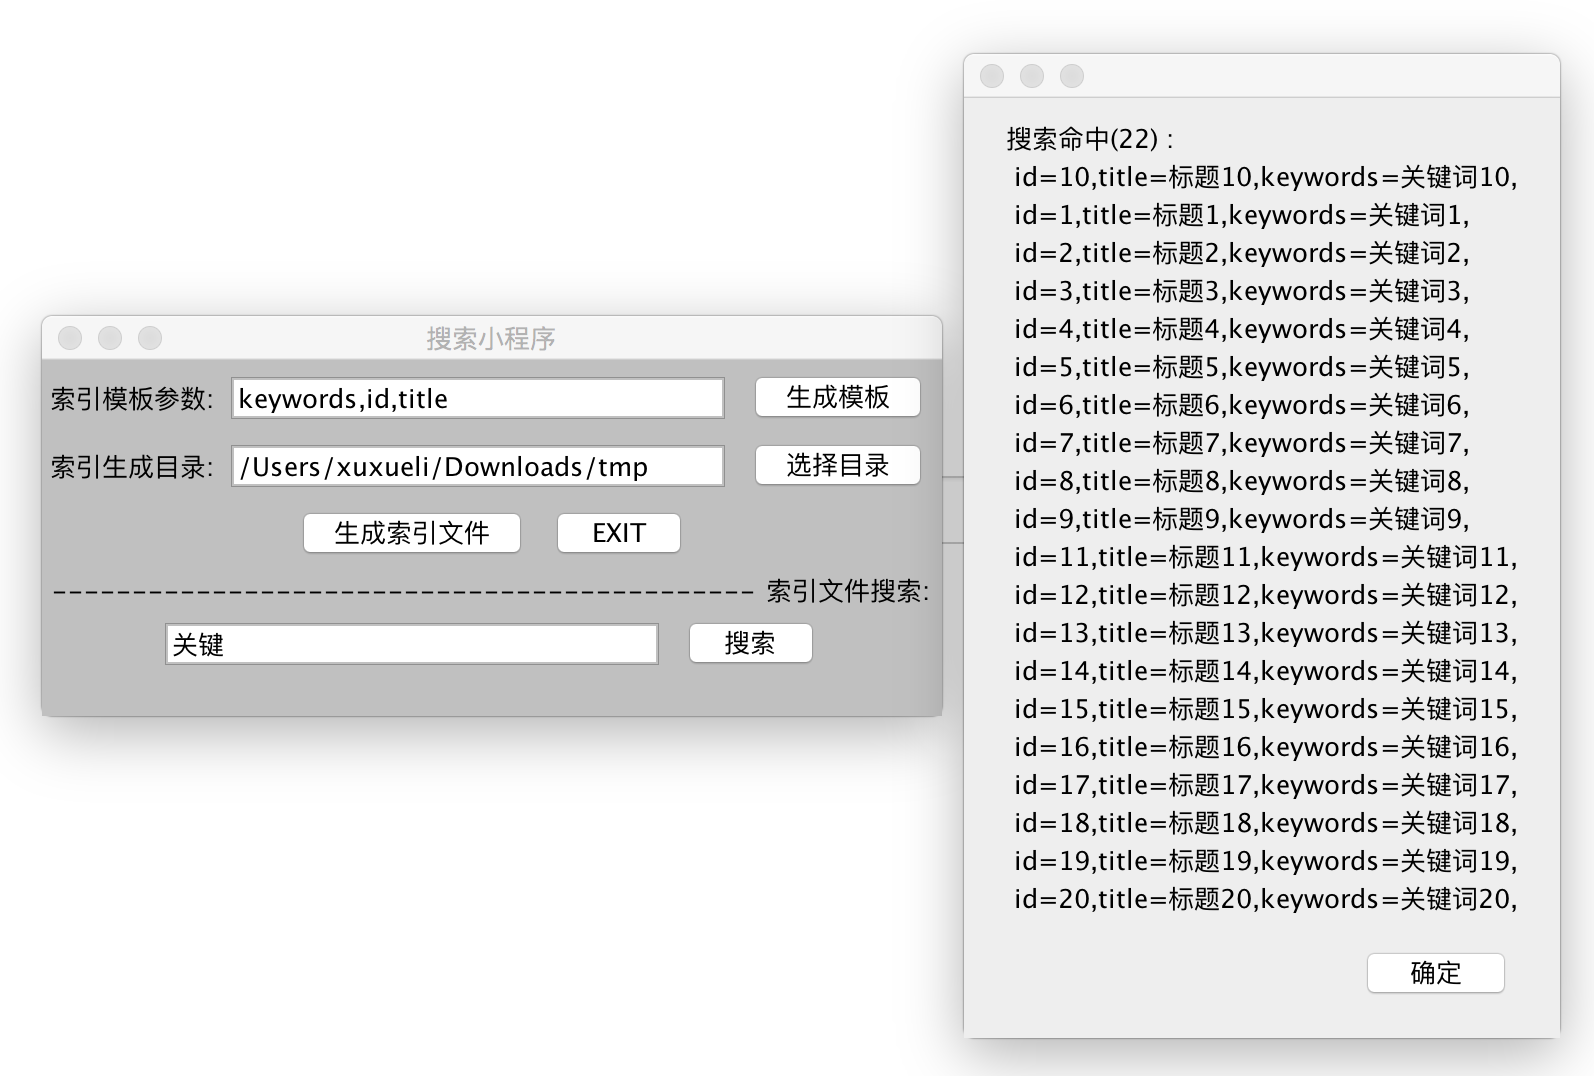 搜索小程序
索引模板参数: keywords,id,title 生成模板
索引生成目录: /Users/xuxueli/Downloads/tmp 选择目录
生成索引文件 EXIT
-------------------------------------------- 索引文件搜索:
关键 搜索
搜索命中(22) :
id=10,title=标题10,keywords=关键词10,
id=1,title=标题1,keywords=关键词1,
id=2,title=标题2,keywords=关键词2,
id=3,title=标题3,keywords=关键词3,
id=4,title=标题4,keywords=关键词4,
id=5,title=标题5,keywords=关键词5,
id=6,title=标题6,keywords=关键词6,
id=7,title=标题7,keywords=关键词7,
id=8,title=标题8,keywords=关键词8,
id=9,title=标题9,keywords=关键词9,
id=11,title=标题11,keywords=关键词11,
id=12,title=标题12,keywords=关键词12,
id=13,title=标题13,keywords=关键词13,
id=14,title=标题14,keywords=关键词14,
id=15,title=标题15,keywords=关键词15,
id=16,title=标题16,keywords=关键词16,
id=17,title=标题17,keywords=关键词17,
id=18,title=标题18,keywords=关键词18,
id=19,title=标题19,keywords=关键词19,
id=20,title=标题20,keywords=关键词20,
确定